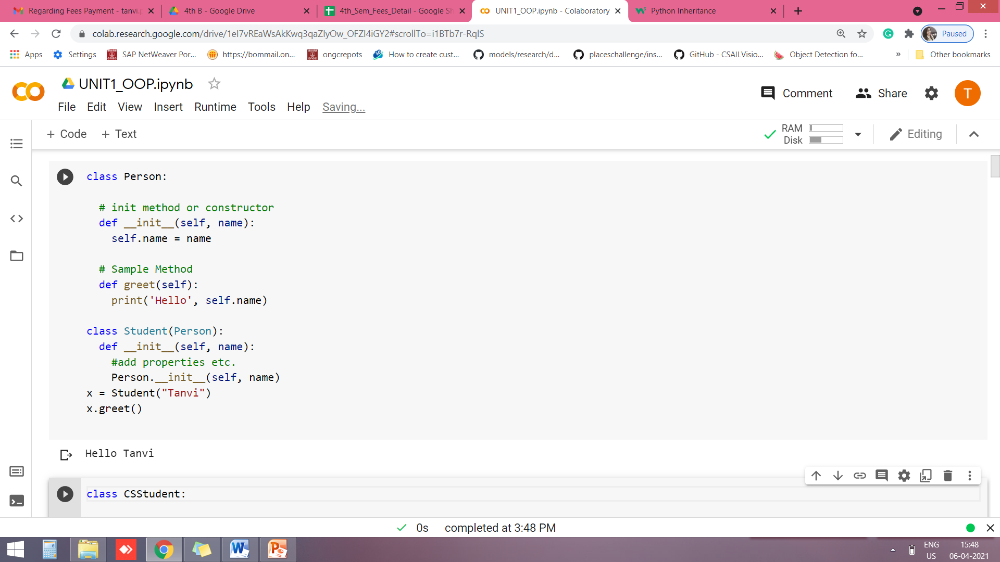 Regarding Fees Payment - tanvi.p
4th B - Google Drive
4th_Sem_Fees_Detail - Google Sh
UNIT1_OOP.ipynb - Colaboratory
Python Inheritance
colab.research.google.com/drive/1eI7vREaWsAkKwq3qaZIyOw_OFZI4iGY2#scrollTo=i1BTb7r-RqlS
Paused
Apps
Settings
SAP NetWeaver Por...
https://bommail.on...
ongcrepots
How to create cust...
models/research/d...
placeschallenge/ins...
GitHub - CSAILVisio...
Object Detection fo...
»
Other bookmarks
UNIT1_OOP.ipynb
Comment
Share
T
File Edit View Insert Runtime Tools Help Saving...
+ Code + Text
RAM
Disk
Editing
class Person:
# init method or constructor
def __init__(self, name):
self.name = name
# Sample Method
def greet(self):
print('Hello', self.name)
class Student(Person):
def __init__(self, name):
#add properties etc.
Person.__init__(self, name)
x = Student("Tanvi")
x.greet()
Hello Tanvi
class CSStudent:
0s completed at 3:48 PM
ENG
US
15:48
06-04-2021